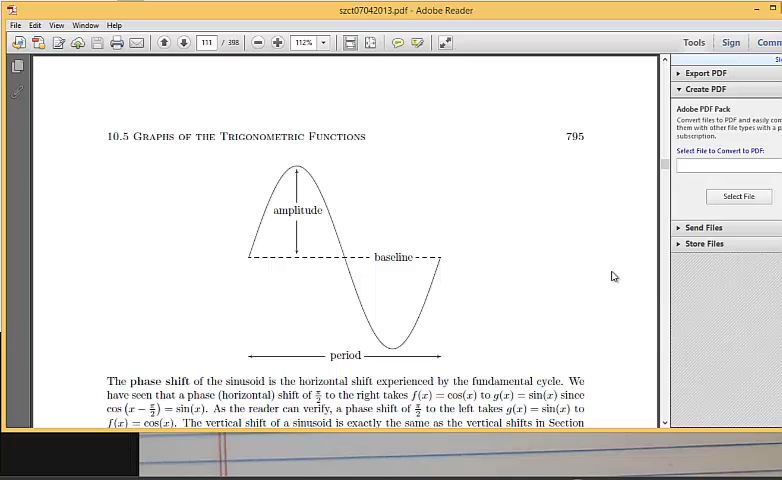 szct07042013.pdf - Adobe Reader
File Edit View Window Help
111 / 398 112% Tools Sign
Export PDF
Create PDF
Adobe PDF Pack
Convert files to PDF and easily
them with other file types with a
subscription.
Select File to Convert to PDF:
Select File
Send Files
Store Files
10.5 Graphs of the Trigonometric Functions 795
amplitude
baseline
period
The phase shift of the sinusoid is the horizontal shift experienced by the fundamental cycle. We
have seen that a phase (horizontal) shift of π/2 to the right takes f(x) = cos(x) to g(x) = sin(x) since
cos (x − π/2) = sin(x). As the reader can verify, a phase shift of π/2 to the left takes g(x) = sin(x) to
f(x) = cos(x). The vertical shift of a sinusoid is exactly the same as the vertical shifts in Section